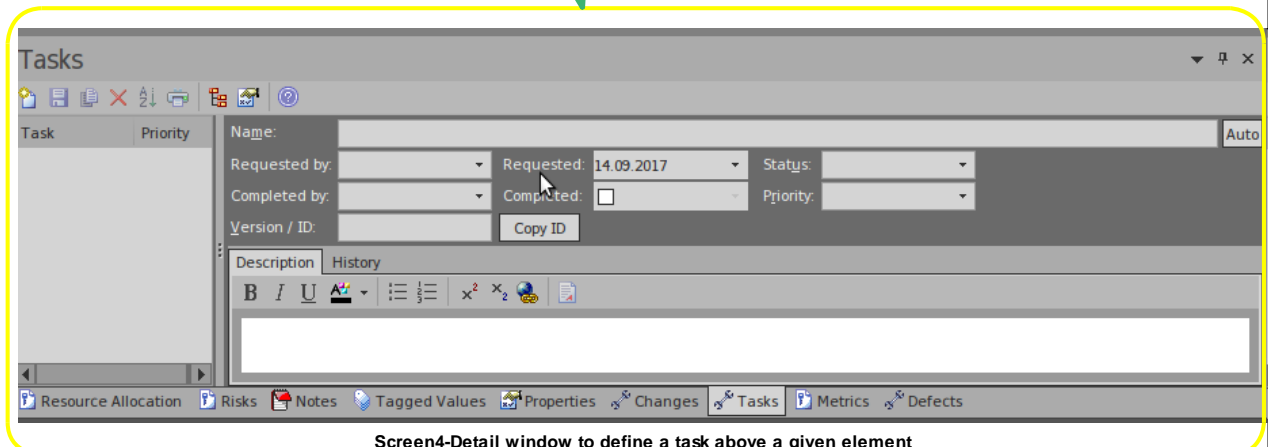 Tasks
Task Priority
Name: Auto
Requested by: Requested: 14.09.2017 Status:
Completed by: Completed: Priority:
Version / ID: Copy ID
Description History
B I U A x² x₂
Resource Allocation Risks Notes Tagged Values Properties Changes Tasks Metrics Defects
Screen4-Detail window to define a task above a given element